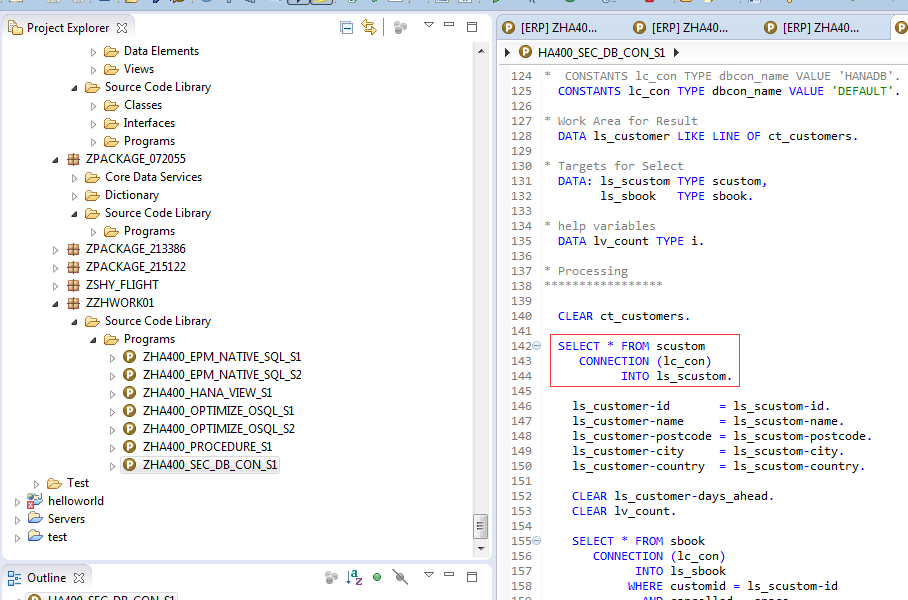 Project Explorer
Data Elements
Views
Source Code Library
Classes
Interfaces
Programs
ZPACKAGE_072055
Core Data Services
Dictionary
Source Code Library
Programs
ZPACKAGE_213386
ZPACKAGE_215122
ZSHY_FLIGHT
ZZHWORK01
Source Code Library
Programs
ZHA400_EPM_NATIVE_SQL_S1
ZHA400_EPM_NATIVE_SQL_S2
ZHA400_HANA_VIEW_S1
ZHA400_OPTIMIZE_OSQL_S1
ZHA400_OPTIMIZE_OSQL_S2
ZHA400_PROCEDURE_S1
ZHA400_SEC_DB_CON_S1
Test
helloworld
Servers
test
Outline
HA400_SEC_DB_CON_S1
[ERP] ZHA40... [ERP] ZHA40... [ERP] ZHA40...
HA400_SEC_DB_CON_S1
124 *  CONSTANTS lc_con TYPE dbcon_name VALUE 'HANADB'.
125   CONSTANTS lc_con TYPE dbcon_name VALUE 'DEFAULT'.
126
127 * Work Area for Result
128   DATA ls_customer LIKE LINE OF ct_customers.
129
130 * Targets for Select
131   DATA: ls_scustom TYPE scustom,
132         ls_sbook   TYPE sbook.
133
134 * help variables
135   DATA lv_count TYPE i.
136
137 * Processing
138 *****************
139
140   CLEAR ct_customers.
141
142   SELECT * FROM scustom
143     CONNECTION (lc_con)
144           INTO ls_scustom.
145
146     ls_customer-id       = ls_scustom-id.
147     ls_customer-name     = ls_scustom-name.
148     ls_customer-postcode = ls_scustom-postcode.
149     ls_customer-city     = ls_scustom-city.
150     ls_customer-country  = ls_scustom-country.
151
152     CLEAR ls_customer-days_ahead.
153     CLEAR lv_count.
154
155     SELECT * FROM sbook
156       CONNECTION (lc_con)
157             INTO ls_sbook
158            WHERE customid = ls_scustom-id